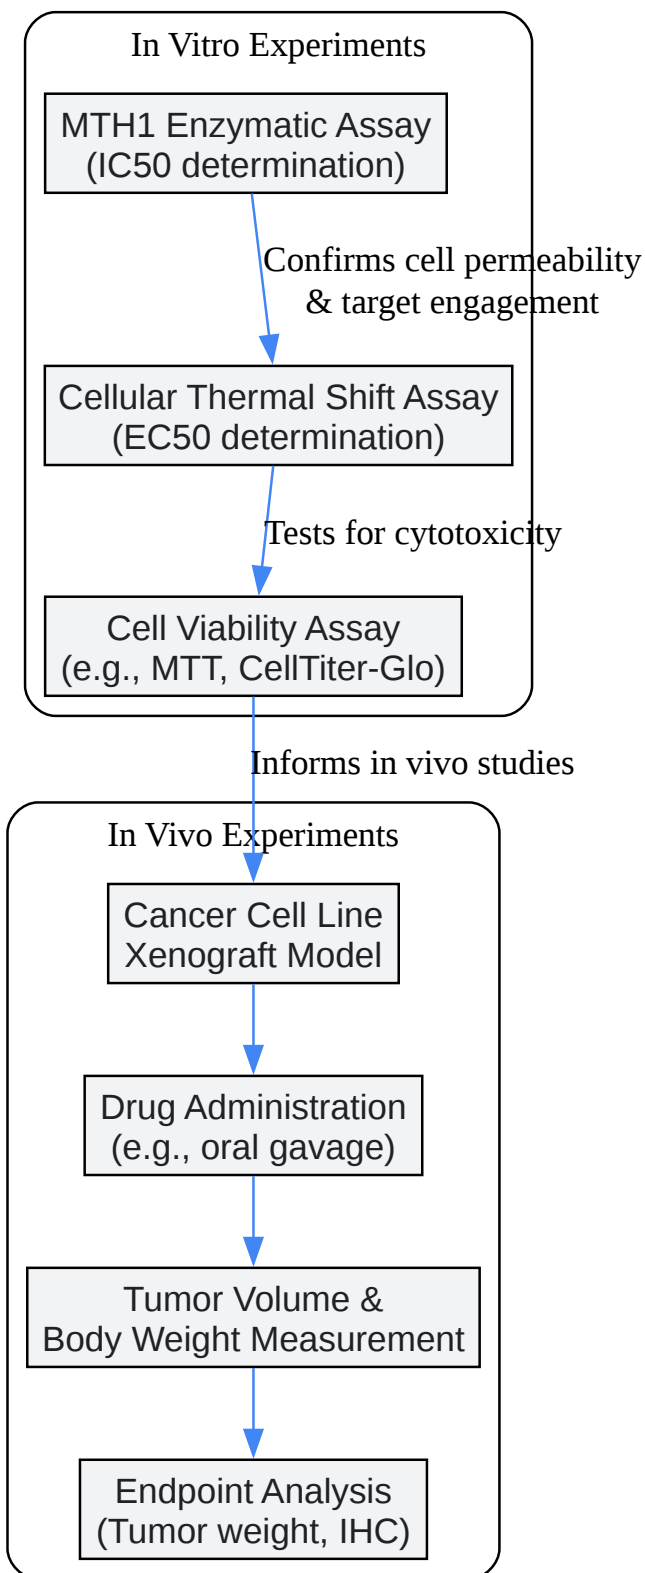 In Vitro Experiments
MTH1 Enzymatic Assay
(IC50 determination)
Confirms cell permeability
& target engagement
Cellular Thermal Shift Assay
(EC50 determination)
Tests for cytotoxicity
Cell Viability Assay
(e.g., MTT, CellTiter-Glo)
Informs in vivo studies
In Vivo Experiments
Cancer Cell Line
Xenograft Model
Drug Administration
(e.g., oral gavage)
Tumor Volume &
Body Weight Measurement
Endpoint Analysis
(Tumor weight, IHC)